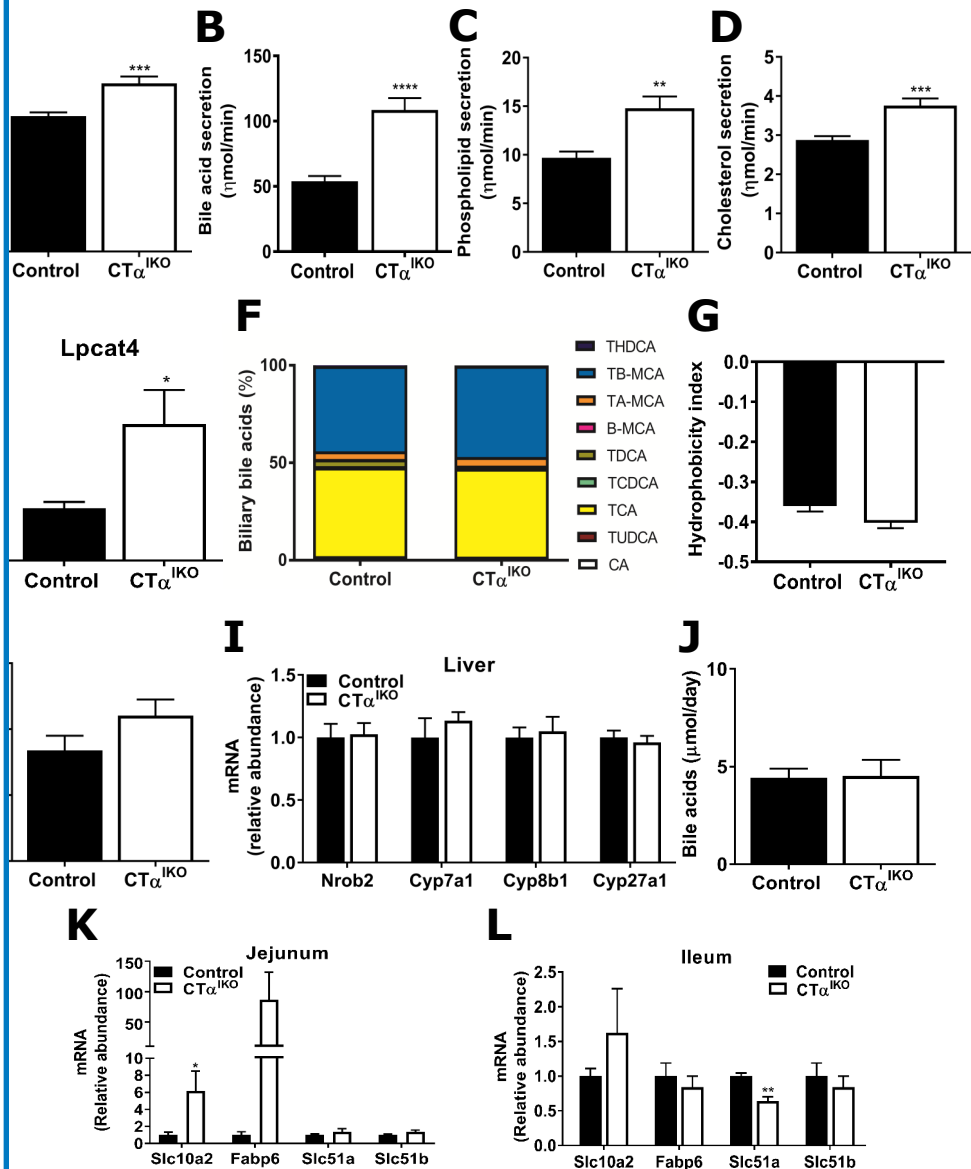 B
C
D
***
Control
CTα^IKO
Bile acid secretion
(ηmol/min)
150
100
50
0
****
Control
CTα^IKO
Phospholipid secretion
(ηmol/min)
20
15
10
5
0
**
Control
CTα^IKO
Cholesterol secretion
(ηmol/min)
5
4
3
2
1
0
***
Control
CTα^IKO
Lpcat4
*
Control
CTα^IKO
F
Biliary bile acids (%)
100
50
0
Control
CTα^IKO
THDCA
TB-MCA
TA-MCA
B-MCA
TDCA
TCDCA
TCA
TUDCA
CA
G
Hydrophobicity index
0.0
-0.1
-0.2
-0.3
-0.4
-0.5
Control
CTα^IKO
Control
CTα^IKO
I
Liver
mRNA
(relative abundance)
1.5
1.0
0.5
0.0
Control
CTα^IKO
Nrob2
Cyp7a1
Cyp8b1
Cyp27a1
J
Bile acids (μmol/day)
10
5
0
Control
CTα^IKO
K
Jejunum
mRNA
(Relative abundance)
150
100
50
8
6
4
2
0
Control
CTα^IKO
*
Slc10a2
Fabp6
Slc51a
Slc51b
L
Ileum
mRNA
(Relative abundance)
2.5
2.0
1.5
1.0
0.5
0.0
Control
CTα^IKO
**
Slc10a2
Fabp6
Slc51a
Slc51b